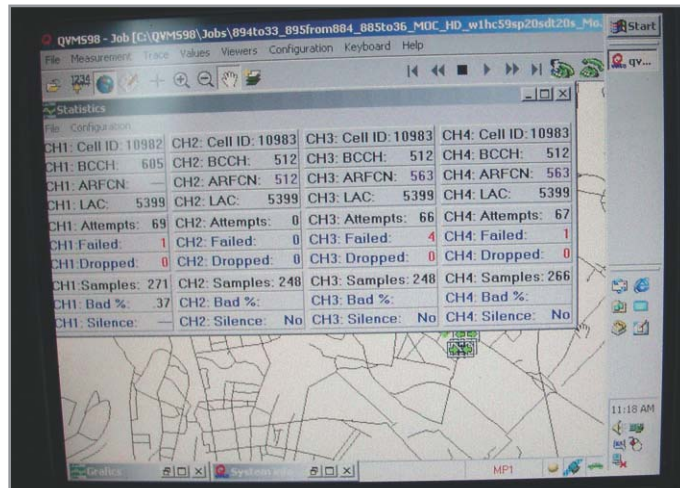 QVM598 - Job [C:\QVM598\Jobs\894to33_895from884_885to36_MOC_HD_w1hc59sp20sdt20s_Mo.
Start
File Measurement Trace Values Viewers Configuration Keyboard Help
qv...
1234
Statistics
File Configuration
CH1: Cell ID: 10982 CH2: Cell ID: 10983 CH3: Cell ID: 10983 CH4: Cell ID: 10983
CH1: BCCH: 605 CH2: BCCH: 512 CH3: BCCH: 512 CH4: BCCH: 512
CH1: ARFCN: — CH2: ARFCN: 512 CH3: ARFCN: 563 CH4: ARFCN: 563
CH1: LAC: 5399 CH2: LAC: 5399 CH3: LAC: 5399 CH4: LAC: 5399
CH1: Attempts: 69 CH2: Attempts: 0 CH3: Attempts: 66 CH4: Attempts: 67
CH1:Failed: 1 CH2: Failed: 0 CH3: Failed: 4 CH4: Failed: 1
CH1:Dropped: 0 CH2: Dropped: 0 CH3: Dropped: 0 CH4: Dropped: 0
CH1:Samples: 271 CH2: Samples: 248 CH3: Samples: 248 CH4: Samples: 266
CH1: Bad %: 37 CH2: Bad %: CH3: Bad %: CH4: Bad %:
CH1: Silence: — CH2: Silence: No CH3: Silence: No CH4: Silence: No
11:18 AM
Grafics
System info
MP1